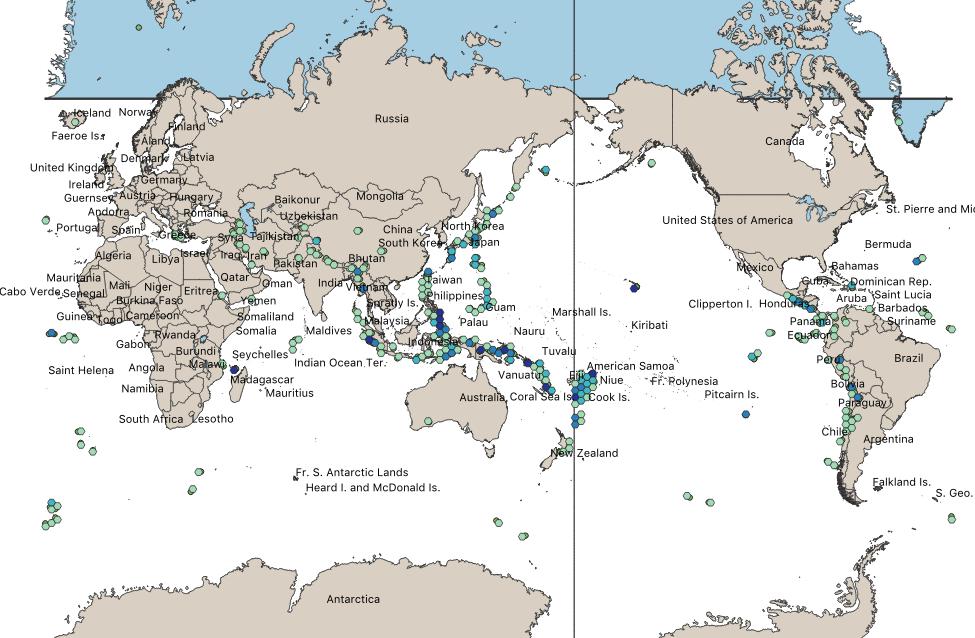 Iceland
Norway
Russia
Canada
Finland
Faeroe Is.
Aland
Denmark
Latvia
United Kingdom
Germany
Ireland
Austria
Hungary
Guernsey
Mongolia
Baikonur
Andorra
Romania
Uzbekistan
St. Pierre and Mi
United States of America
Portugal
Spain
Greece
Syria
Tajikistan
China
North Korea
South Korea
Japan
Bermuda
Algeria
Libya
Israel
Iraq
Iran
Pakistan
Bhutan
Mexico
Bahamas
Mauritania
Mali
Niger
Qatar
Oman
India
Vietnam
Taiwan
Cuba
Dominican Rep.
Cabo Verde
Senegal
Burkina Faso
Eritrea
Yemen
Spratly Is.
Philippines
Clipperton I.
Honduras
Aruba
Saint Lucia
Guinea
Togo
Cameroon
Somaliland
Guam
Marshall Is.
Barbados
Malaysia
Palau
Kiribati
Panama
Suriname
Rwanda
Somalia
Maldives
Nauru
Ecuador
Gabon
Indonesia
Burundi
Seychelles
Tuvalu
Peru
Brazil
Saint Helena
Angola
Malawi
Indian Ocean Ter.
American Samoa
Vanuatu
Fiji
Niue
Fr. Polynesia
Madagascar
Bolivia
Namibia
Mauritius
Australia
Coral Sea Is.
Cook Is.
Pitcairn Is.
Paraguay
South Africa
Lesotho
Chile
Argentina
New Zealand
Fr. S. Antarctic Lands
Heard I. and McDonald Is.
Falkland Is.
S. Geo.
Antarctica